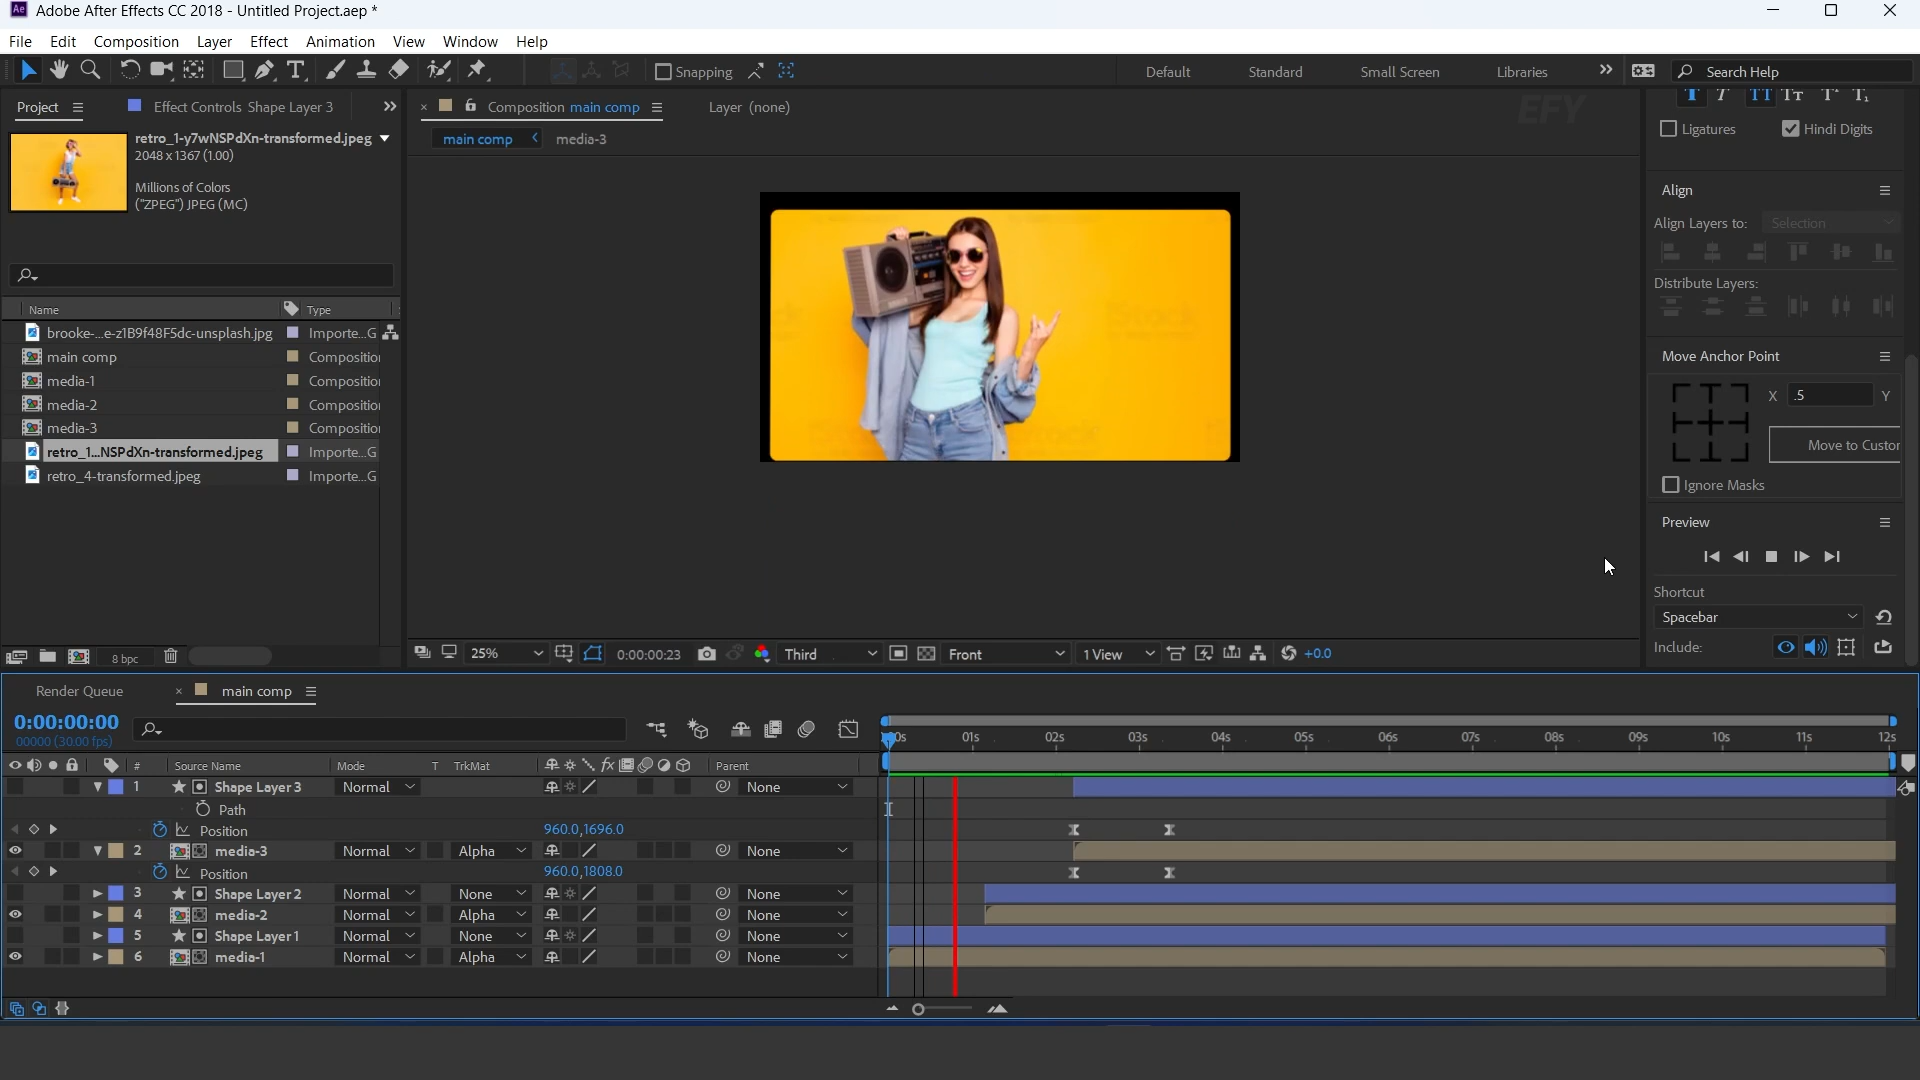 Adobe After Effects CC 2018 - Untitled Project.aep *
File Edit Composition Layer Effect Animation View Window Help
Snapping Default Standard Small Screen Libraries Search Help
Project Effect Controls Shape Layer 3 Composition main comp Layer (none) EFY
Ligatures Hindi Digits
main comp media-3
retro_1-y7wNSPdXn-transformed.jpeg
2048 x 1367 (1.00)
Millions of Colors
("ZPEG") JPEG (MC)
Align
Align Layers to: Selection
Distribute Layers:
Name Type
brooke-...e-z1B9f48F5dc-unsplash.jpg Importe...G
main comp Compositio
media-1 Compositio
media-2 Compositio
media-3 Compositio
retro_1...NSPdXn-transformed.jpeg Importe...G
retro_4-transformed.jpeg Importe...G
Move Anchor Point
X .5 Y
Move to Custor
Ignore Masks
Preview
Shortcut
Spacebar
Include:
8 bpc 25% 0:00:00:23 Third Front 1 View +0.0
Render Queue main comp
0:00:00:00
00000 (30.00 fps)
00s 01s 02s 03s 04s 05s 06s 07s 08s 09s 10s 11s 12s
# Source Name Mode T TrkMat fx Parent
1 Shape Layer 3 Normal None
Path
Position 960.0,1696.0
2 media-3 Normal Alpha None
Position 960.0,1808.0
3 Shape Layer 2 Normal None None
4 media-2 Normal Alpha None
5 Shape Layer 1 Normal None None
6 media-1 Normal Alpha None